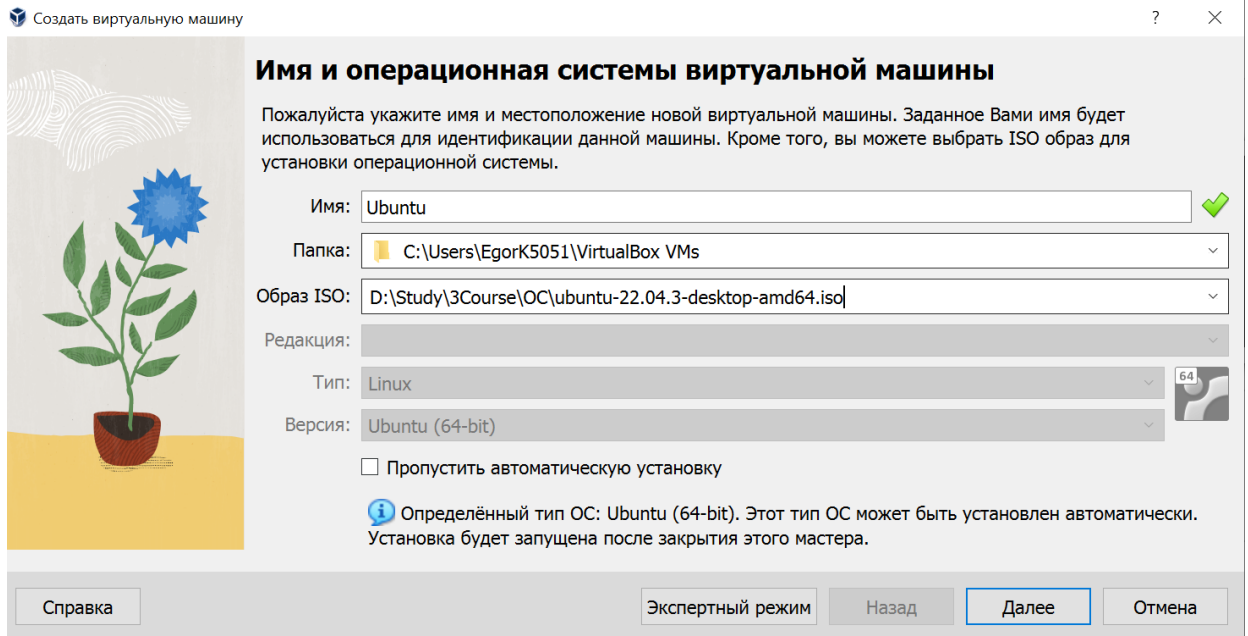 Создать виртуальную машину
?
Имя и операционная системы виртуальной машины
Пожалуйста укажите имя и местоположение новой виртуальной машины. Заданное Вами имя будет
использоваться для идентификации данной машины. Кроме того, вы можете выбрать ISO образ для
установки операционной системы.
Имя: Ubuntu
Папка: C:\Users\EgorK5051\VirtualBox VMs
Образ ISO: D:\Study\3Course\OC\ubuntu-22.04.3-desktop-amd64.iso
Редакция:
Тип: Linux
64
Версия: Ubuntu (64-bit)
Пропустить автоматическую установку
Определённый тип ОС: Ubuntu (64-bit). Этот тип ОС может быть установлен автоматически.
Установка будет запущена после закрытия этого мастера.
Справка Экспертный режим Назад Далее Отмена